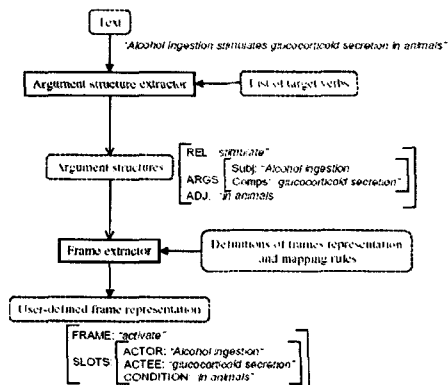 Text
"Alcohol ingestion stimulates glucocorticoid secretion in animals"
Argument structure extractor
List of target verbs
Argument structures
REL: "stimulate"
ARGS
Subj: "Alcohol ingestion
Comps: glucocorticoid secretion"
ADJ: "in animals
Frame extractor
Definitions of frames representation
and mapping rules
User-defined frame representation
FRAME: "activate"
SLOTS
ACTOR: "Alcohol ingestion"
ACTEE: "glucocorticoid secretion"
CONDITION: in animals"